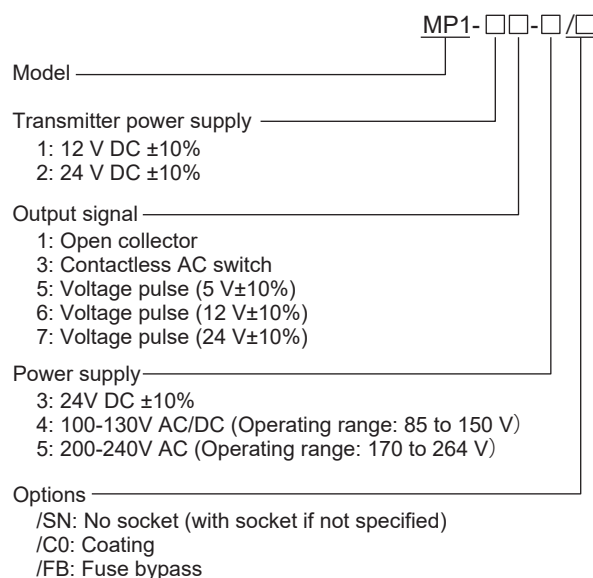 MP1-□□-□/□
Model
Transmitter power supply
1: 12 V DC ±10%
2: 24 V DC ±10%
Output signal
1: Open collector
3: Contactless AC switch
5: Voltage pulse (5 V±10%)
6: Voltage pulse (12 V±10%)
7: Voltage pulse (24 V±10%)
Power supply
3: 24V DC ±10%
4: 100-130V AC/DC (Operating range: 85 to 150 V)
5: 200-240V AC (Operating range: 170 to 264 V)
Options
/SN: No socket (with socket if not specified)
/C0: Coating
/FB: Fuse bypass